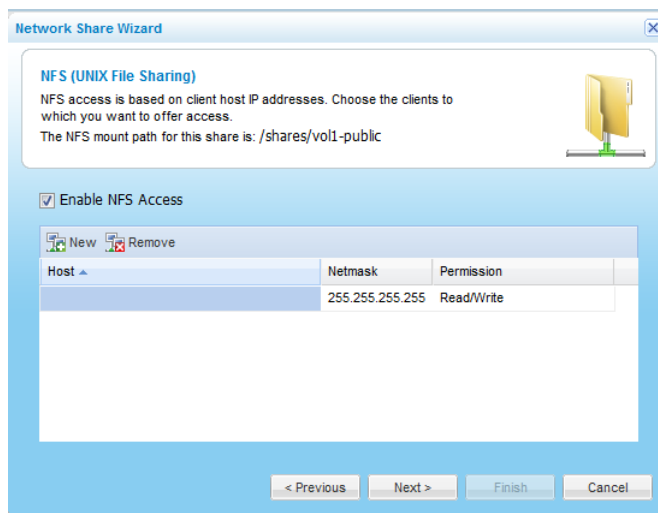 Network Share Wizard
NFS (UNIX File Sharing)
NFS access is based on client host IP addresses. Choose the clients to
which you want to offer access.
The NFS mount path for this share is: /shares/vol1-public
Enable NFS Access
New Remove
Host Netmask Permission
255.255.255.255 Read/Write
< Previous Next > Finish Cancel